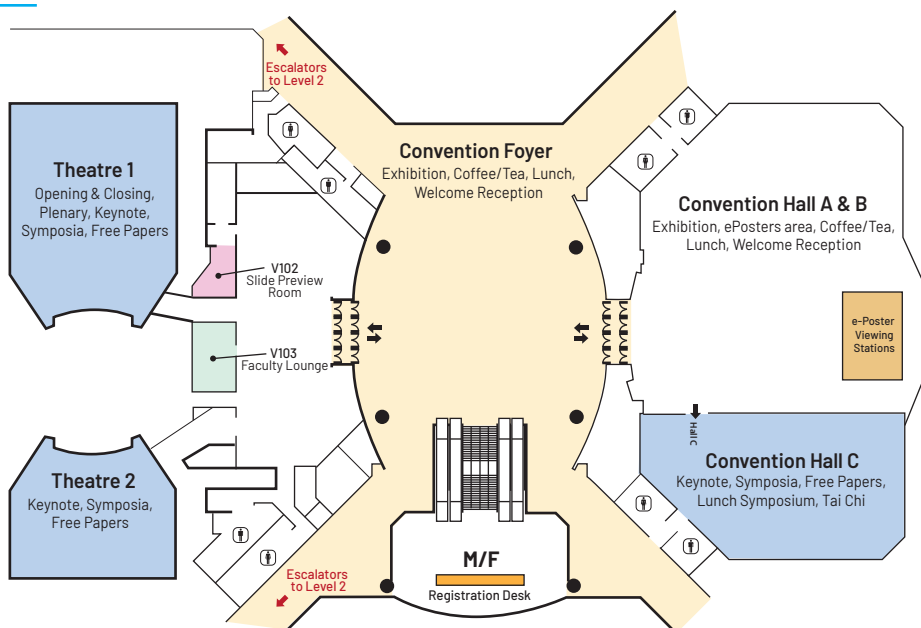 Escalators
to Level 2
Theatre 1
Opening & Closing,
Plenary, Keynote,
Symposia, Free Papers
Convention Foyer
Exhibition, Coffee/Tea, Lunch,
Welcome Reception
Convention Hall A & B
Exhibition, ePosters area, Coffee/Tea,
Lunch, Welcome Reception
V102
Slide Preview
Room
e-Poster
Viewing
Stations
V103
Faculty Lounge
Hall C
Theatre 2
Keynote, Symposia,
Free Papers
Convention Hall C
Keynote, Symposia, Free Papers,
Lunch Symposium, Tai Chi
M/F
Registration Desk
Escalators
to Level 2